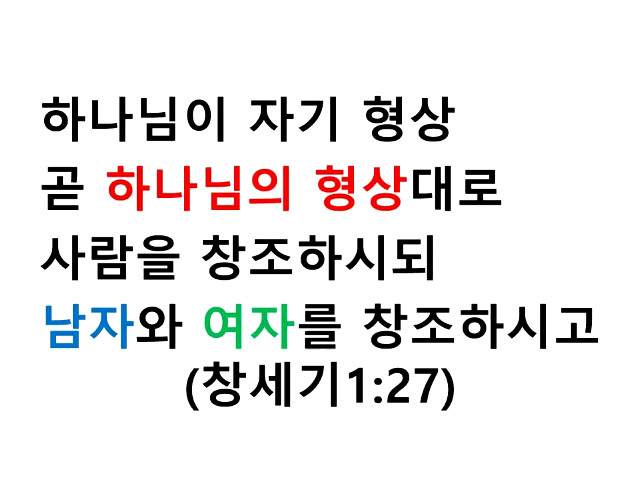 하나님이 자기 형상
곧 하나님의 형상대로
사람을 창조하시되
남자와 여자를 창조하시고
(창세기1:27)